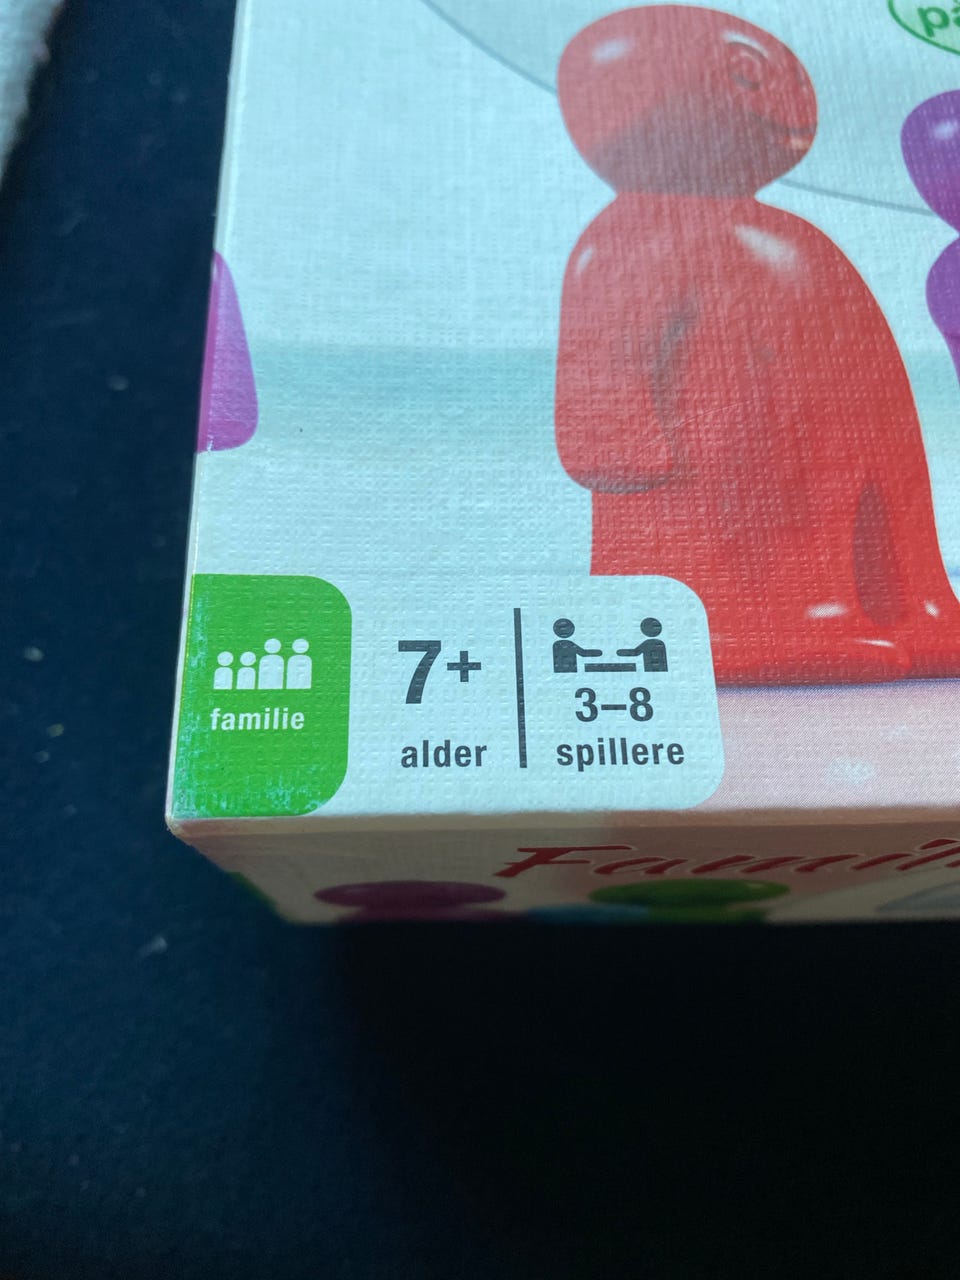 familie
7+
alder
3–8
spillere